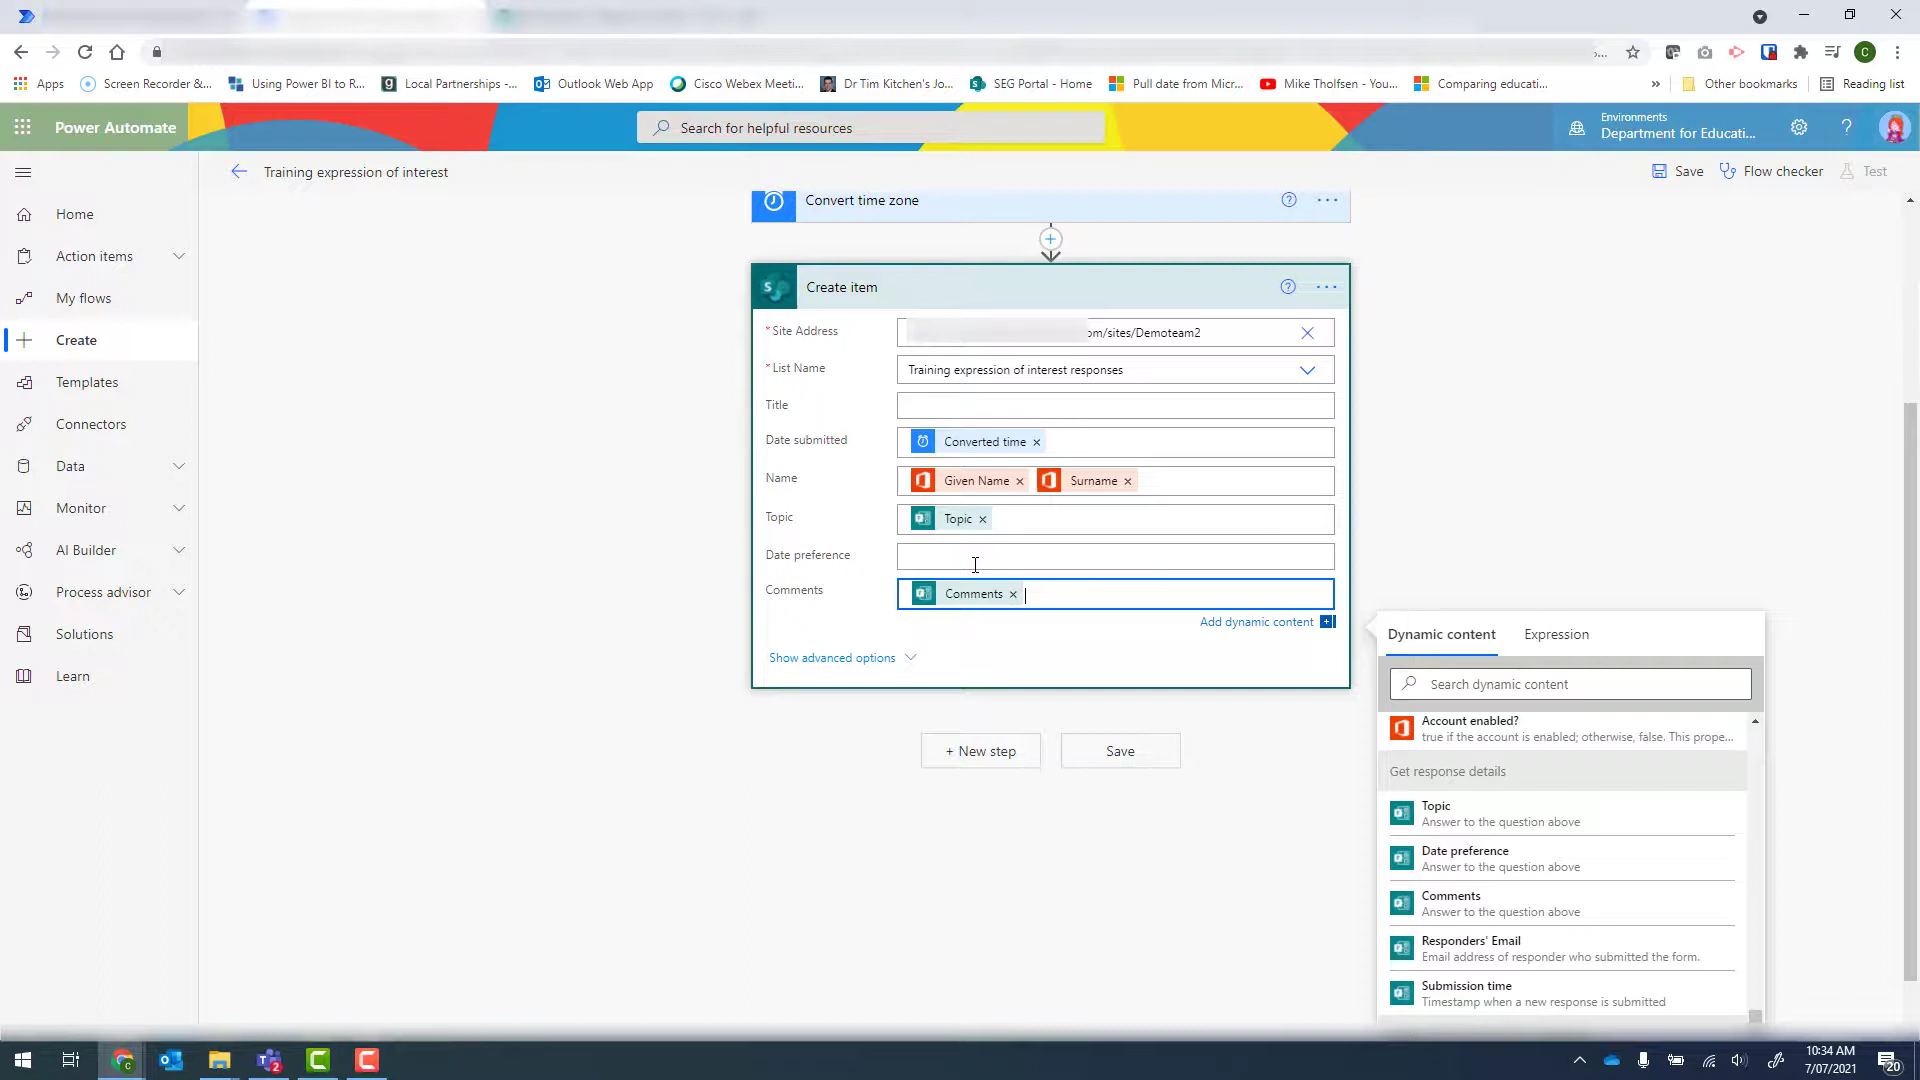 Apps
Screen Recorder &...
Using Power BI to R...
Local Partnerships -...
Outlook Web App
Cisco Webex Meeti...
Dr Tim Kitchen's Jo...
SEG Portal - Home
Pull date from Micr...
Mike Tholfsen - You...
Comparing educati...
»
Other bookmarks
Reading list
C
Power Automate
Search for helpful resources
Environments
Department for Educati...
Training expression of interest
Save
Flow checker
Test
Home
Action items
My flows
Create
Templates
Connectors
Data
Monitor
AI Builder
Process advisor
Solutions
Learn
Convert time zone
Create item
* Site Address
om/sites/Demoteam2
* List Name
Training expression of interest responses
Title
Date submitted
Converted time ×
Name
Given Name ×
Surname ×
Topic
Topic ×
Date preference
Comments
Comments ×
Add dynamic content
Show advanced options
+ New step
Save
Dynamic content
Expression
Search dynamic content
Account enabled?
true if the account is enabled; otherwise, false. This prope...
Get response details
Topic
Answer to the question above
Date preference
Answer to the question above
Comments
Answer to the question above
Responders' Email
Email address of responder who submitted the form.
Submission time
Timestamp when a new response is submitted
10:34 AM
7/07/2021
20